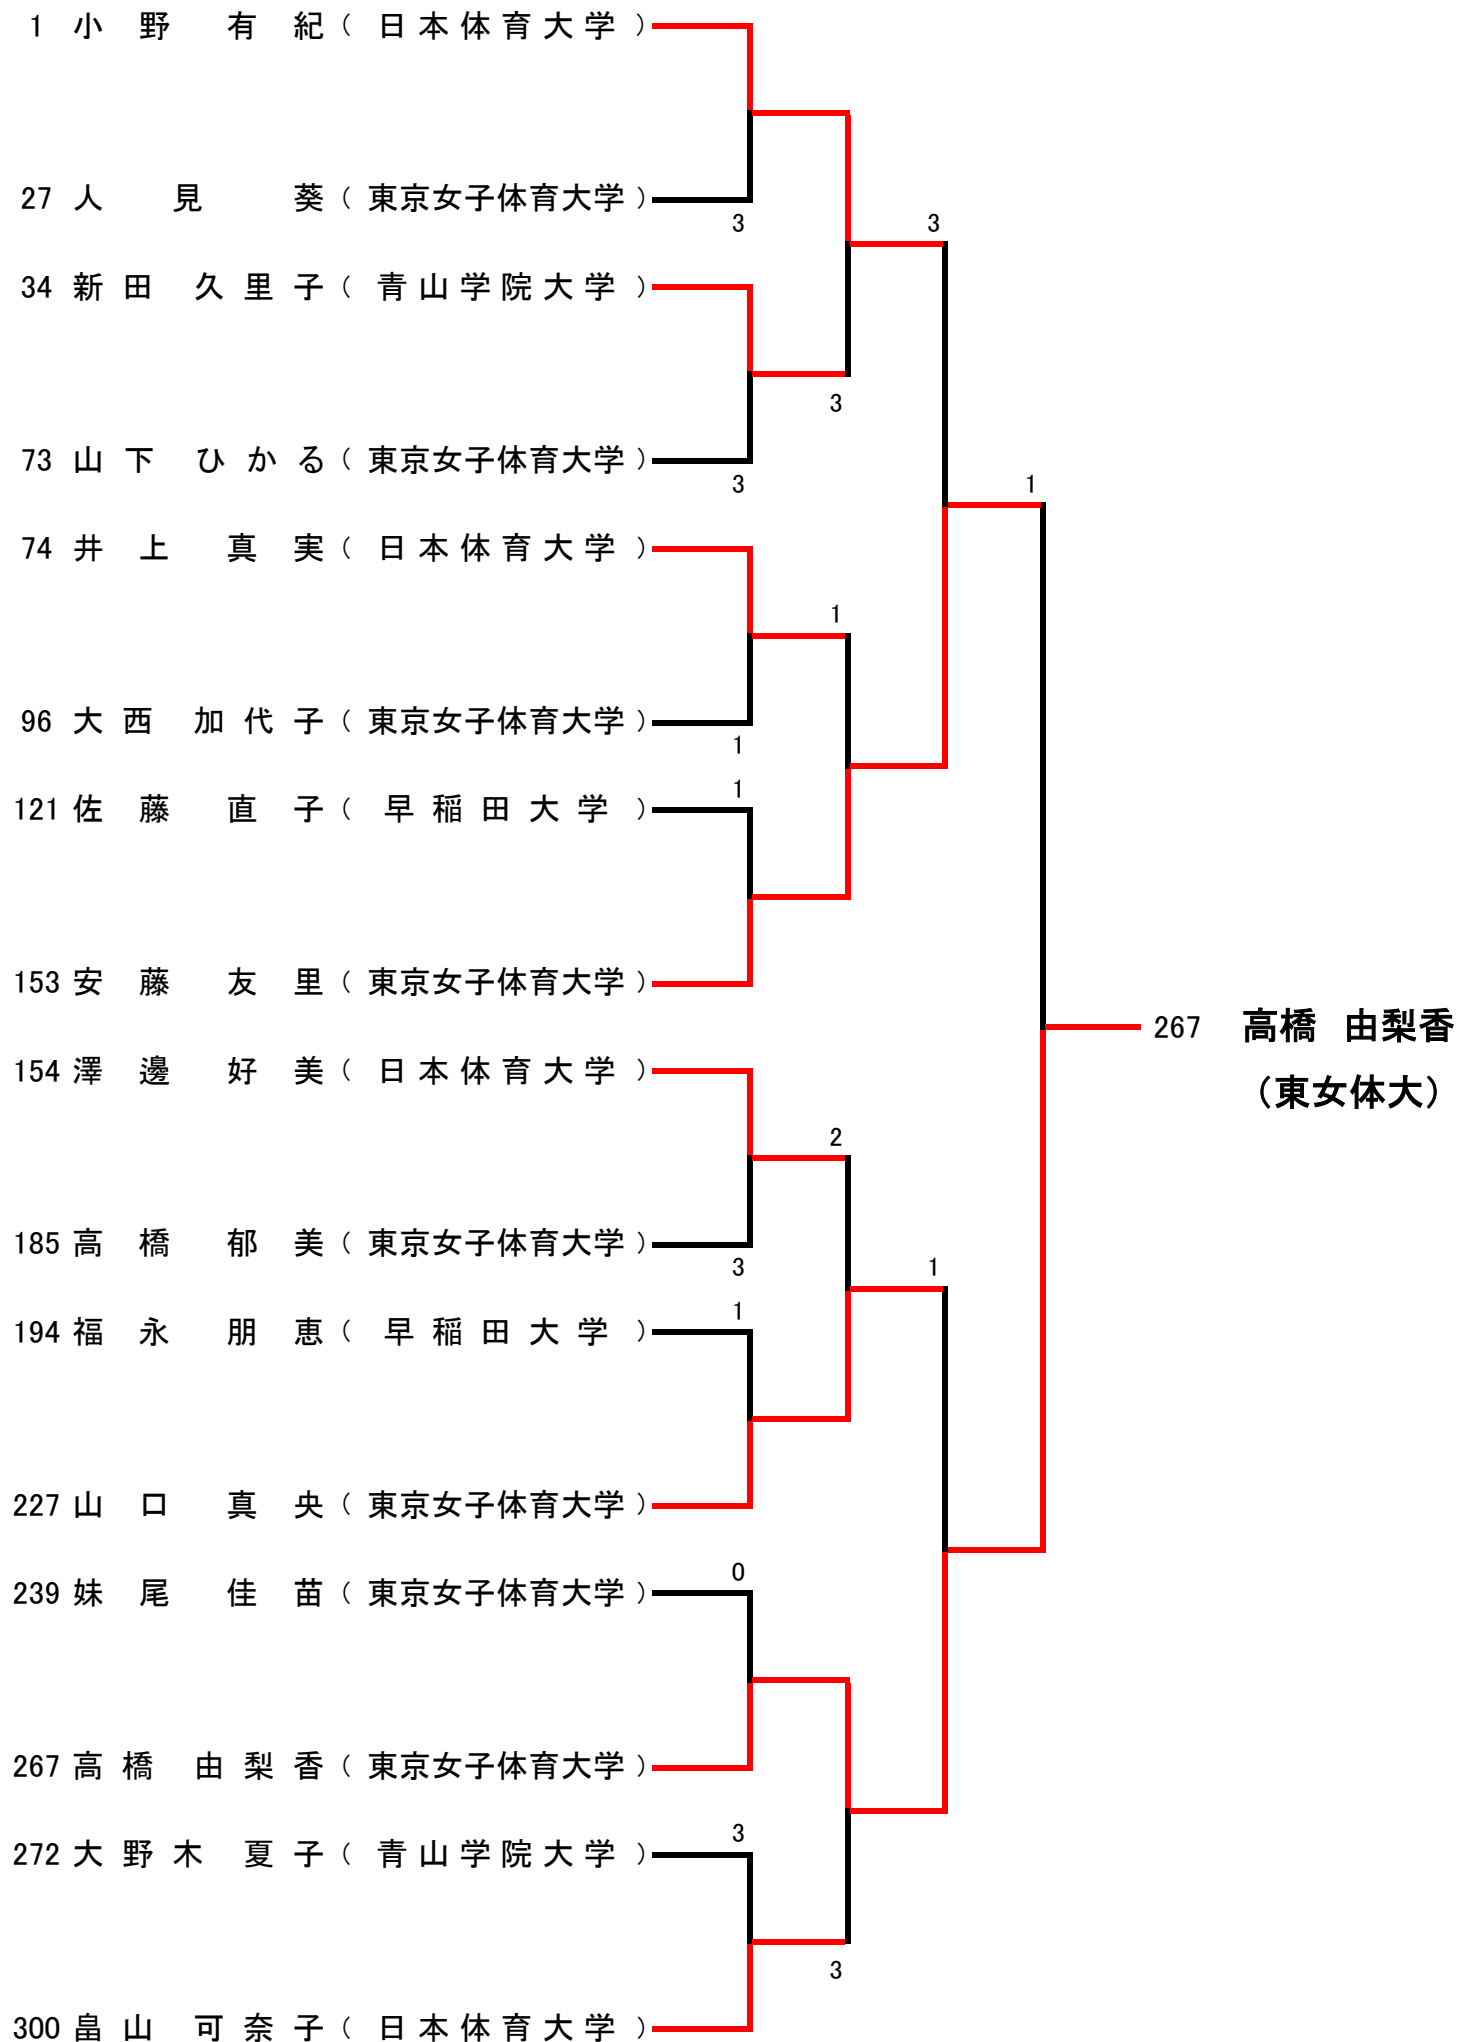 1 小野 有紀（日本体育大学）
27 人見 葵（東京女子体育大学）
3
3
34 新田 久里子（青山学院大学）
3
73 山下 ひかる（東京女子体育大学）
3
1
74 井上 真実（日本体育大学）
1
96 大西 加代子（東京女子体育大学）
1
1
121 佐藤 直子（早稲田大学）
153 安藤 友里（東京女子体育大学）
267 高橋 由梨香
（東女体大）
154 澤邊 好美（日本体育大学）
2
185 高橋 郁美（東京女子体育大学）
3
1
1
194 福永 朋恵（早稲田大学）
227 山口 真央（東京女子体育大学）
0
239 妹尾 佳苗（東京女子体育大学）
267 高橋 由梨香（東京女子体育大学）
3
272 大野木 夏子（青山学院大学）
3
300 畠山 可奈子（日本体育大学）